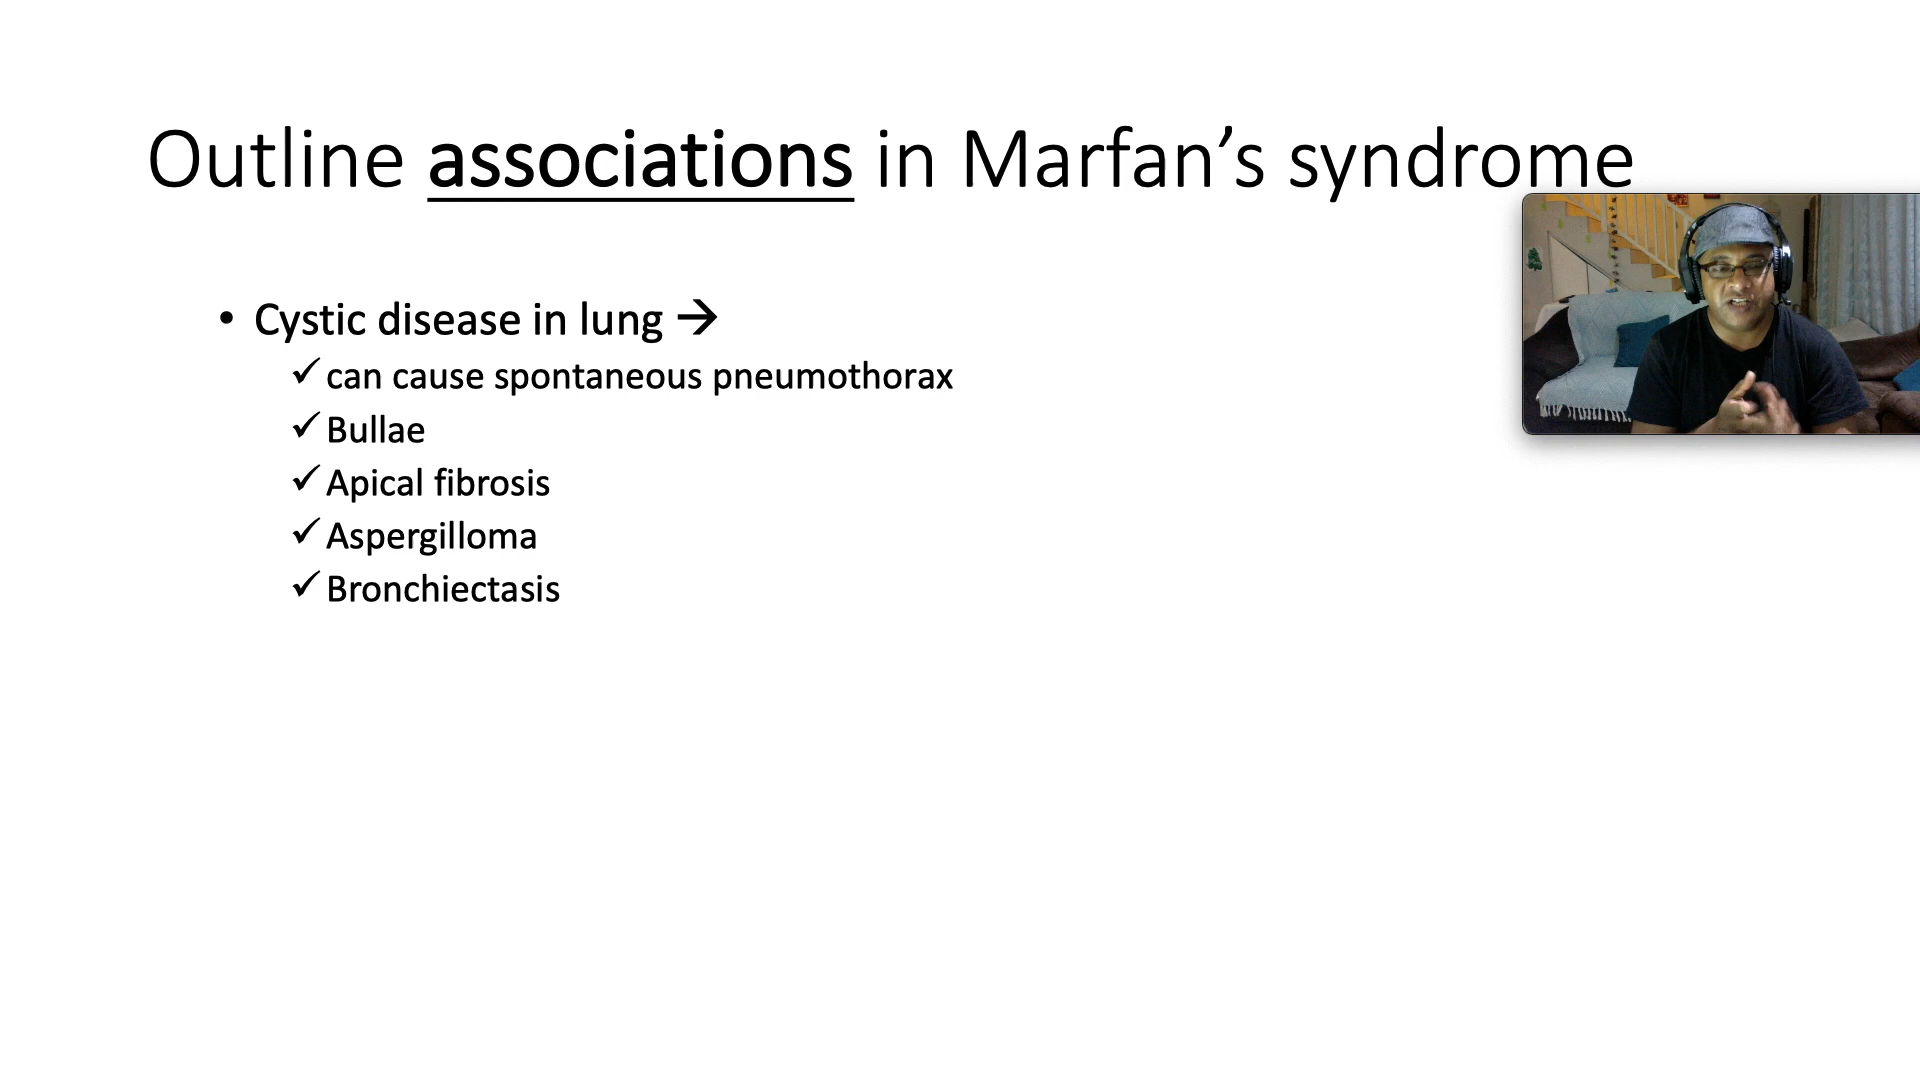 Outline associations in Marfan’s syndrome
• Cystic disease in lung →
✓ can cause spontaneous pneumothorax
✓ Bullae
✓ Apical fibrosis
✓ Aspergilloma
✓ Bronchiectasis